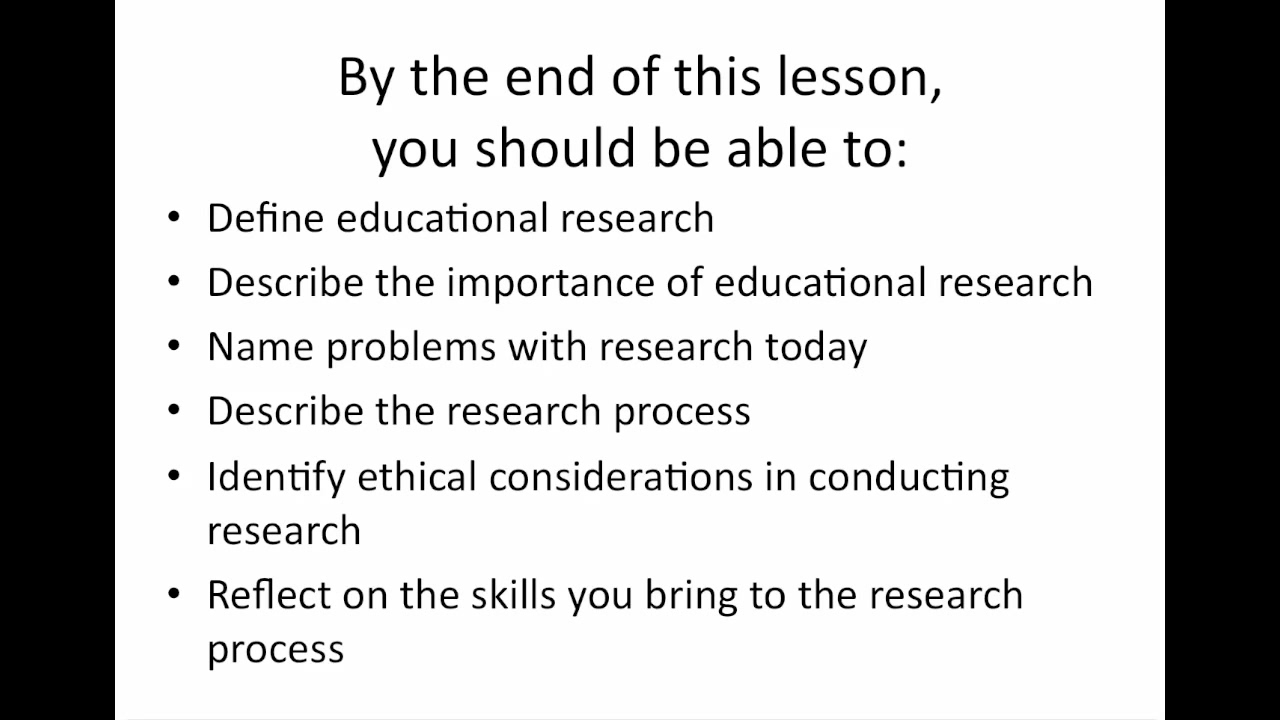 By the end of this lesson,
you should be able to:
• Define educational research
• Describe the importance of educational research
• Name problems with research today
• Describe the research process
• Identify ethical considerations in conducting
research
• Reflect on the skills you bring to the research
process